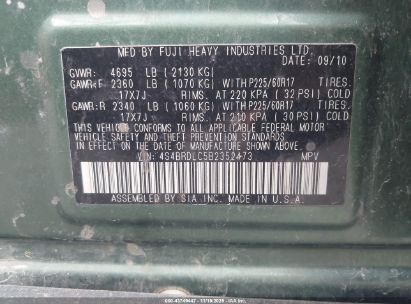 MFD BY FUJI HEAVY INDUSTRIES LTD.
DATE: 09/10
GVWR: 4695 LB (2130 KG)
GAWR:F 2360 LB (1070 KG) WITH P225/60R17 TIRES.
17X7J RIMS. AT 220 KPA (32 PSI) COLD
GAWR:R 2340 LB (1060 KG) WITH P225/60R17 TIRES.
17X7J RIMS. AT 210 KPA (30 PSI) COLD
THIS VEHICLE CONFORMS TO ALL APPLICABLE FEDERAL MOTOR
VEHICLE SAFETY AND THEFT PREVENTION STANDARDS
IN EFFECT ON THE DATE OF MANUFACTURE SHOWN ABOVE.
VIN: 4S4BRDLC5B2352473 MPV
ASSEMBLED BY SIA INC. MADE IN U.S.A.